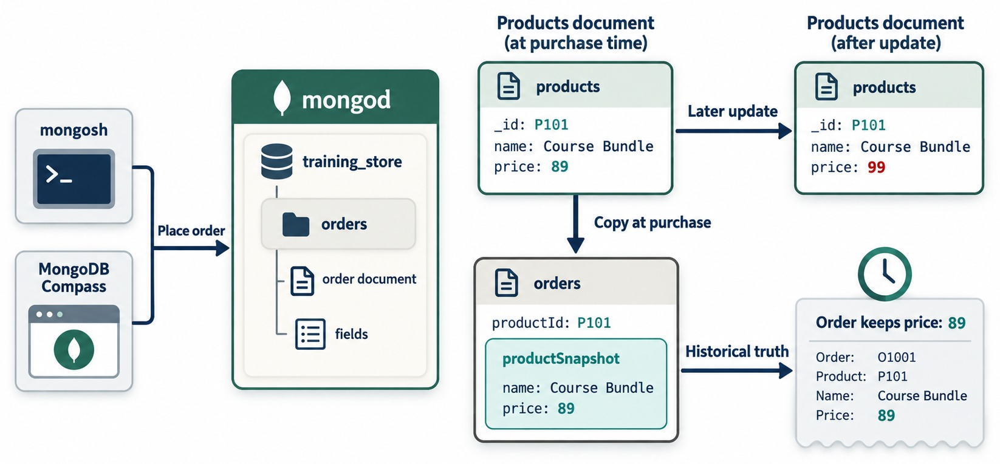 mongosh
>_
MongoDB
Compass
Place order
mongod
training_store
orders
order document
fields
Products document
(at purchase time)
products
_id: P101
name: Course Bundle
price: 89
Later update
Products document
(after update)
products
_id: P101
name: Course Bundle
price: 99
Copy at purchase
orders
productId: P101
productSnapshot
name: Course Bundle
price: 89
Historical truth
Order keeps price: 89
Order: O1001
Product: P101
Name: Course Bundle
Price: 89